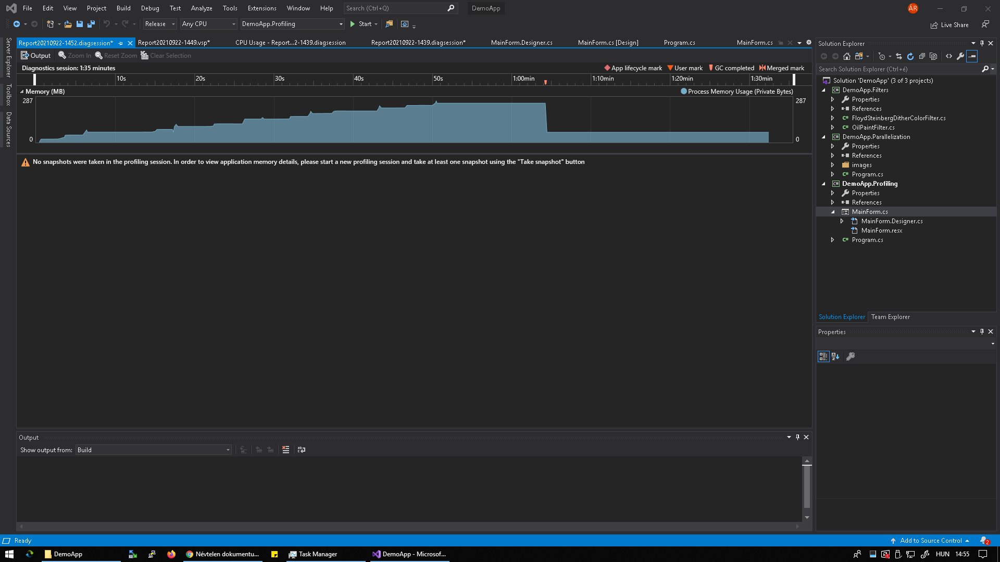 File Edit View Project Build Debug Test Analyze Tools Extensions Window Help Search (Ctrl+Q) DemoApp AR
Release Any CPU DemoApp.Profiling Start Live Share
Server Explorer
Toolbox
Data Sources
Report20210922-1452.diagsession* Report20210922-1449.vsp* CPU Usage - Report...2-1439.diagsession Report20210922-1439.diagsession* MainForm.Designer.cs MainForm.cs [Design] Program.cs MainForm.cs
Output Zoom In Reset Zoom Clear Selection
Diagnostics session: 1:35 minutes App lifecycle mark User mark GC completed Merged mark
10s 20s 30s 40s 50s 1:00min 1:10min 1:20min 1:30min
Memory (MB) Process Memory Usage (Private Bytes)
287 287
0 0
No snapshots were taken in the profiling session. In order to view application memory details, please start a new profiling session and take at least one snapshot using the "Take snapshot" button
Solution Explorer
Search Solution Explorer (Ctrl+é)
Solution 'DemoApp' (3 of 3 projects)
DemoApp.Filters
Properties
References
FloydSteinbergDitherColorFilter.cs
OilPaintFilter.cs
DemoApp.Parallelization
Properties
References
images
Program.cs
DemoApp.Profiling
Properties
References
MainForm.cs
MainForm.Designer.cs
MainForm.resx
Program.cs
Solution Explorer Team Explorer
Properties
Output
Show output from: Build
Ready Add to Source Control 2
DemoApp Névtelen dokumentu... Task Manager DemoApp - Microsof... HUN 14:55